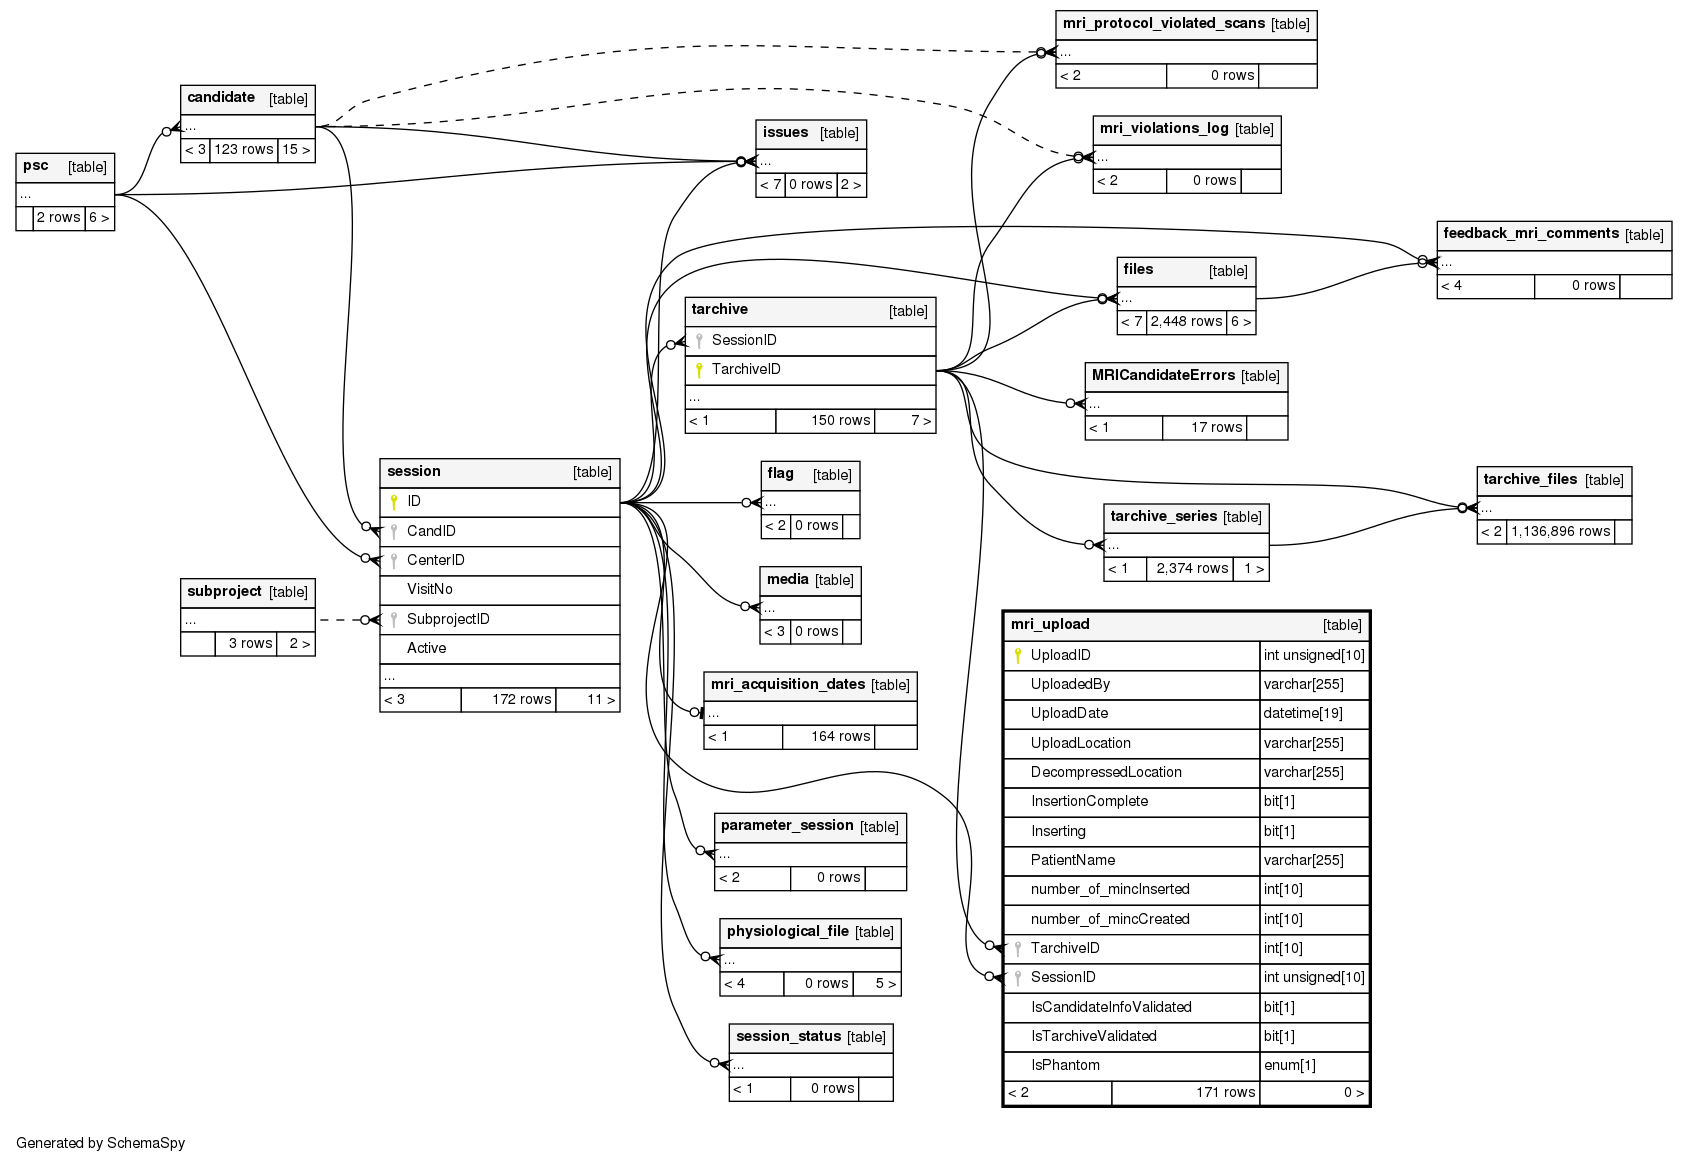 mri_protocol_violated_scans [table]
...
< 2 0 rows
candidate [table]
...
< 3 123 rows 15 >
mri_violations_log [table]
...
< 2 0 rows
issues [table]
...
< 7 0 rows 2 >
psc [table]
...
2 rows 6 >
feedback_mri_comments [table]
...
< 4 0 rows
files [table]
...
< 7 2,448 rows 6 >
tarchive [table]
SessionID
TarchiveID
...
< 1 150 rows 7 >
MRICandidateErrors [table]
...
< 1 17 rows
session [table]
ID
CandID
CenterID
VisitNo
SubprojectID
Active
...
< 3 172 rows 11 >
flag [table]
...
< 2 0 rows
tarchive_files [table]
...
< 2 1,136,896 rows
tarchive_series [table]
...
< 1 2,374 rows 1 >
subproject [table]
...
3 rows 2 >
media [table]
...
< 3 0 rows
mri_acquisition_dates [table]
...
< 1 164 rows
mri_upload [table]
UploadID int unsigned[10]
UploadedBy varchar[255]
UploadDate datetime[19]
UploadLocation varchar[255]
DecompressedLocation varchar[255]
InsertionComplete bit[1]
Inserting bit[1]
PatientName varchar[255]
number_of_mincInserted int[10]
number_of_mincCreated int[10]
TarchiveID int[10]
SessionID int unsigned[10]
IsCandidateInfoValidated bit[1]
IsTarchiveValidated bit[1]
IsPhantom enum[1]
< 2 171 rows 0 >
parameter_session [table]
...
< 2 0 rows
physiological_file [table]
...
< 4 0 rows 5 >
session_status [table]
...
< 1 0 rows
Generated by SchemaSpy